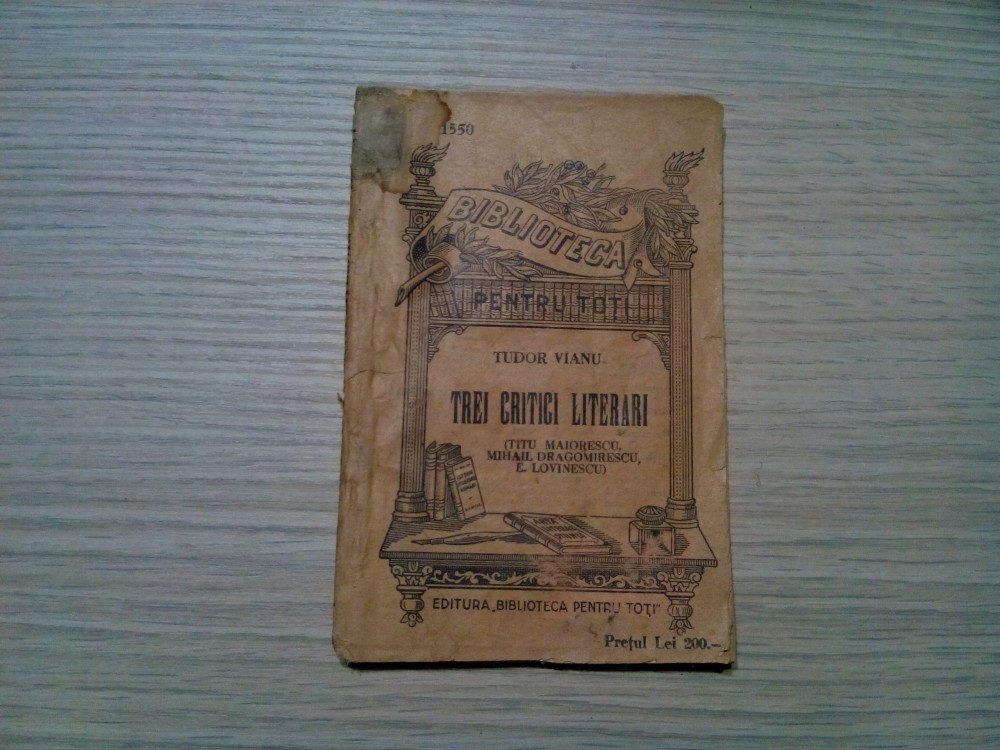 1550
BIBLIOTECA
PENTRU TOȚI
TUDOR VIANU
TREI CRITICI LITERARI
(TITU MAIORESCU,
MIHAIL DRAGOMIRESCU,
E. LOVINESCU)
EDITURA „BIBLIOTECA PENTRU TOȚI"
Prețul Lei 200.—